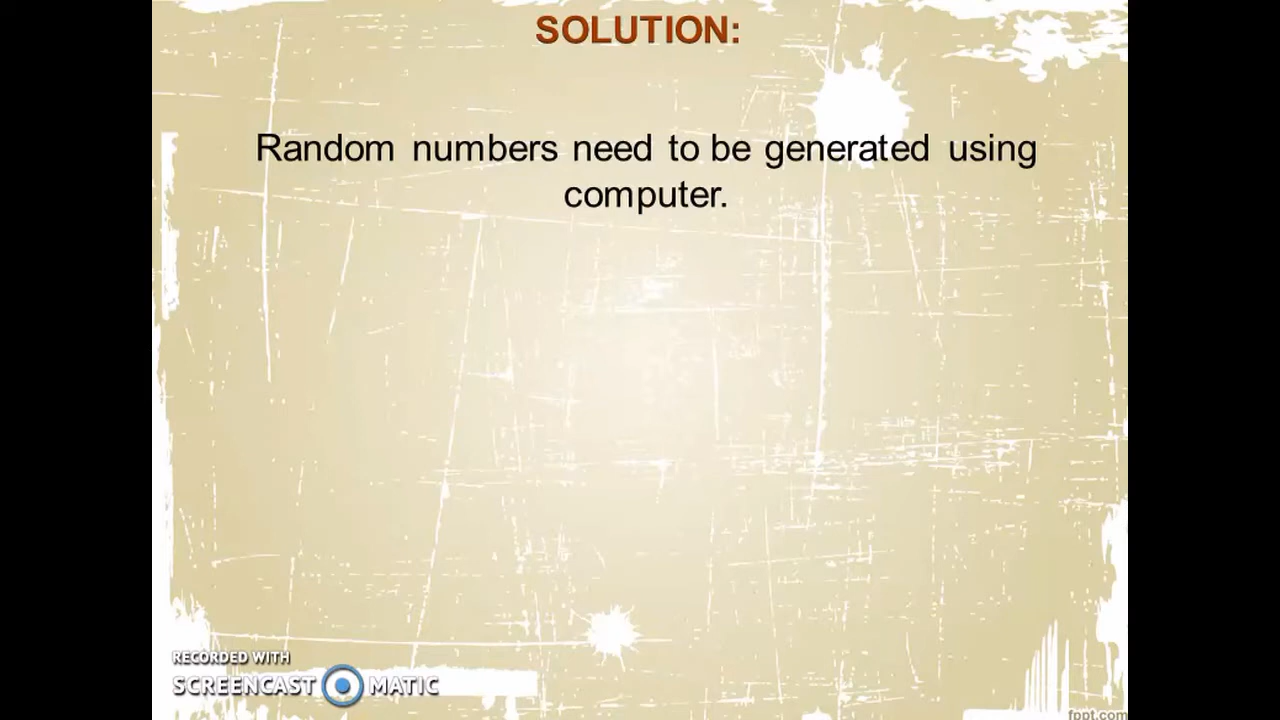 SOLUTION:
Random numbers need to be generated using
computer.
RECORDED WITH
SCREENCAST MATIC
fppt.com